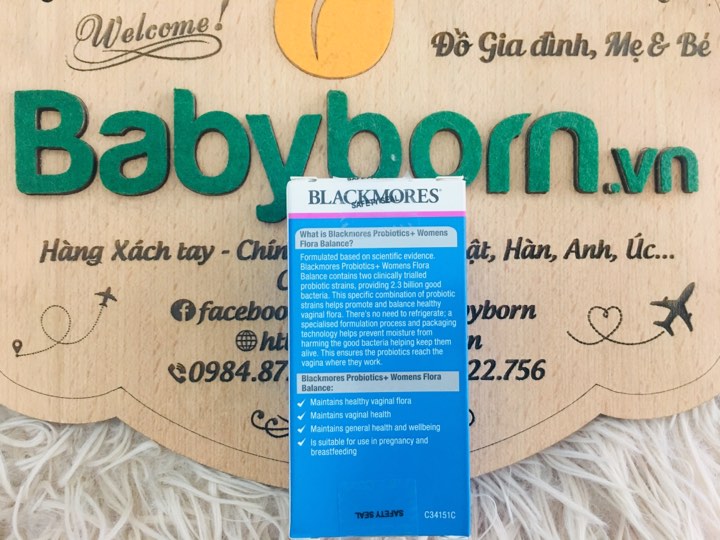 Welcome!
Đồ Gia đình, Mẹ & Bé
Babyborn.vn
BLACKMORES®
SAFETY SEAL
What is Blackmores Probiotics+ Womens
Flora Balance?
Formulated based on scientific evidence.
Blackmores Probiotics+ Womens Flora
Balance contains two clinically trialled
probiotic strains, providing 2.3 billion good
bacteria. This specific combination of probiotic
strains helps promote and balance healthy
vaginal flora. There's no need to refrigerate; a
specialised formulation process and packaging
technology helps prevent moisture from
harming the good bacteria helping keep them
alive. This ensures the probiotics reach the
vagina where they work.
Blackmores Probiotics+ Womens Flora
Balance:
Maintains healthy vaginal flora
Maintains vaginal health
Maintains general health and wellbeing
Is suitable for use in pregnancy and
breastfeeding
SAFETY SEAL
C34151C
Hàng Xách tay - Hàn, Anh, Úc...
0984.87 22.756